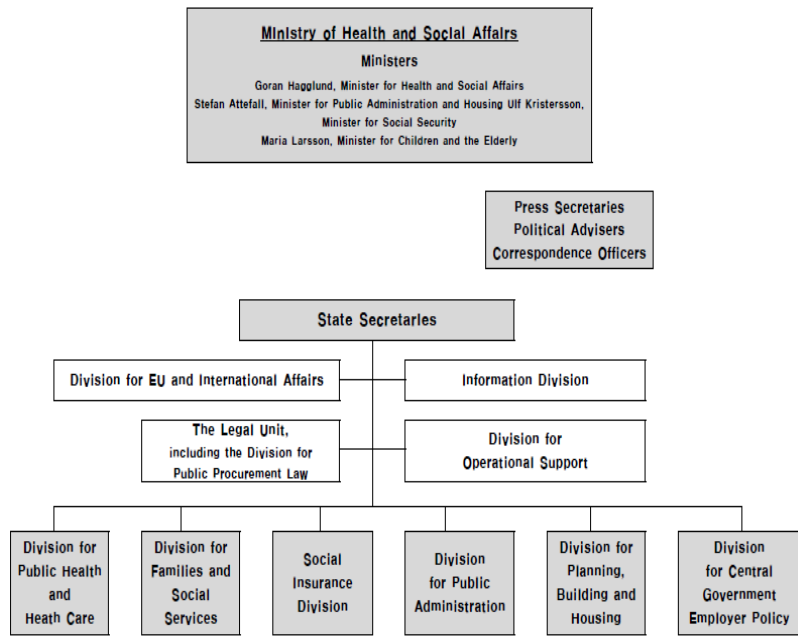 Ministry of Health and Social Affairs
Ministers
Goran Hagglund, Minister for Health and Social Affairs
Stefan Attefall, Minister for Public Administration and Housing Ulf Kristersson,
Minister for Social Security
Maria Larsson, Minister for Children and the Elderly
Press Secretaries
Political Advisers
Correspondence Officers
State Secretaries
Division for EU and International Affairs
Information Division
The Legal Unit,
including the Division for
Public Procurement Law
Division for
Operational Support
Division for
Public Health
and
Heath Care
Division for
Families and
Social
Services
Social
Insurance
Division
Division
for Public
Administration
Division for
Planning,
Building and
Housing
Division
for Central
Government
Employer Policy